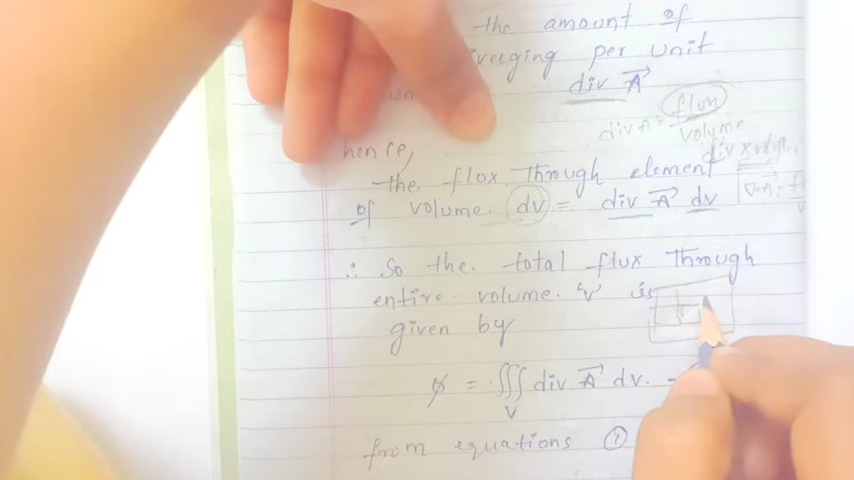 the amount of
verging per unit
div A⃗
div A = flux
volume
hence,
the flux through element
of volume dv = div A⃗ dv
∴ So the total flux through
entire volume 'v' is
given by
ϕ = ∭ div A⃗ dv.
V
from equations ①